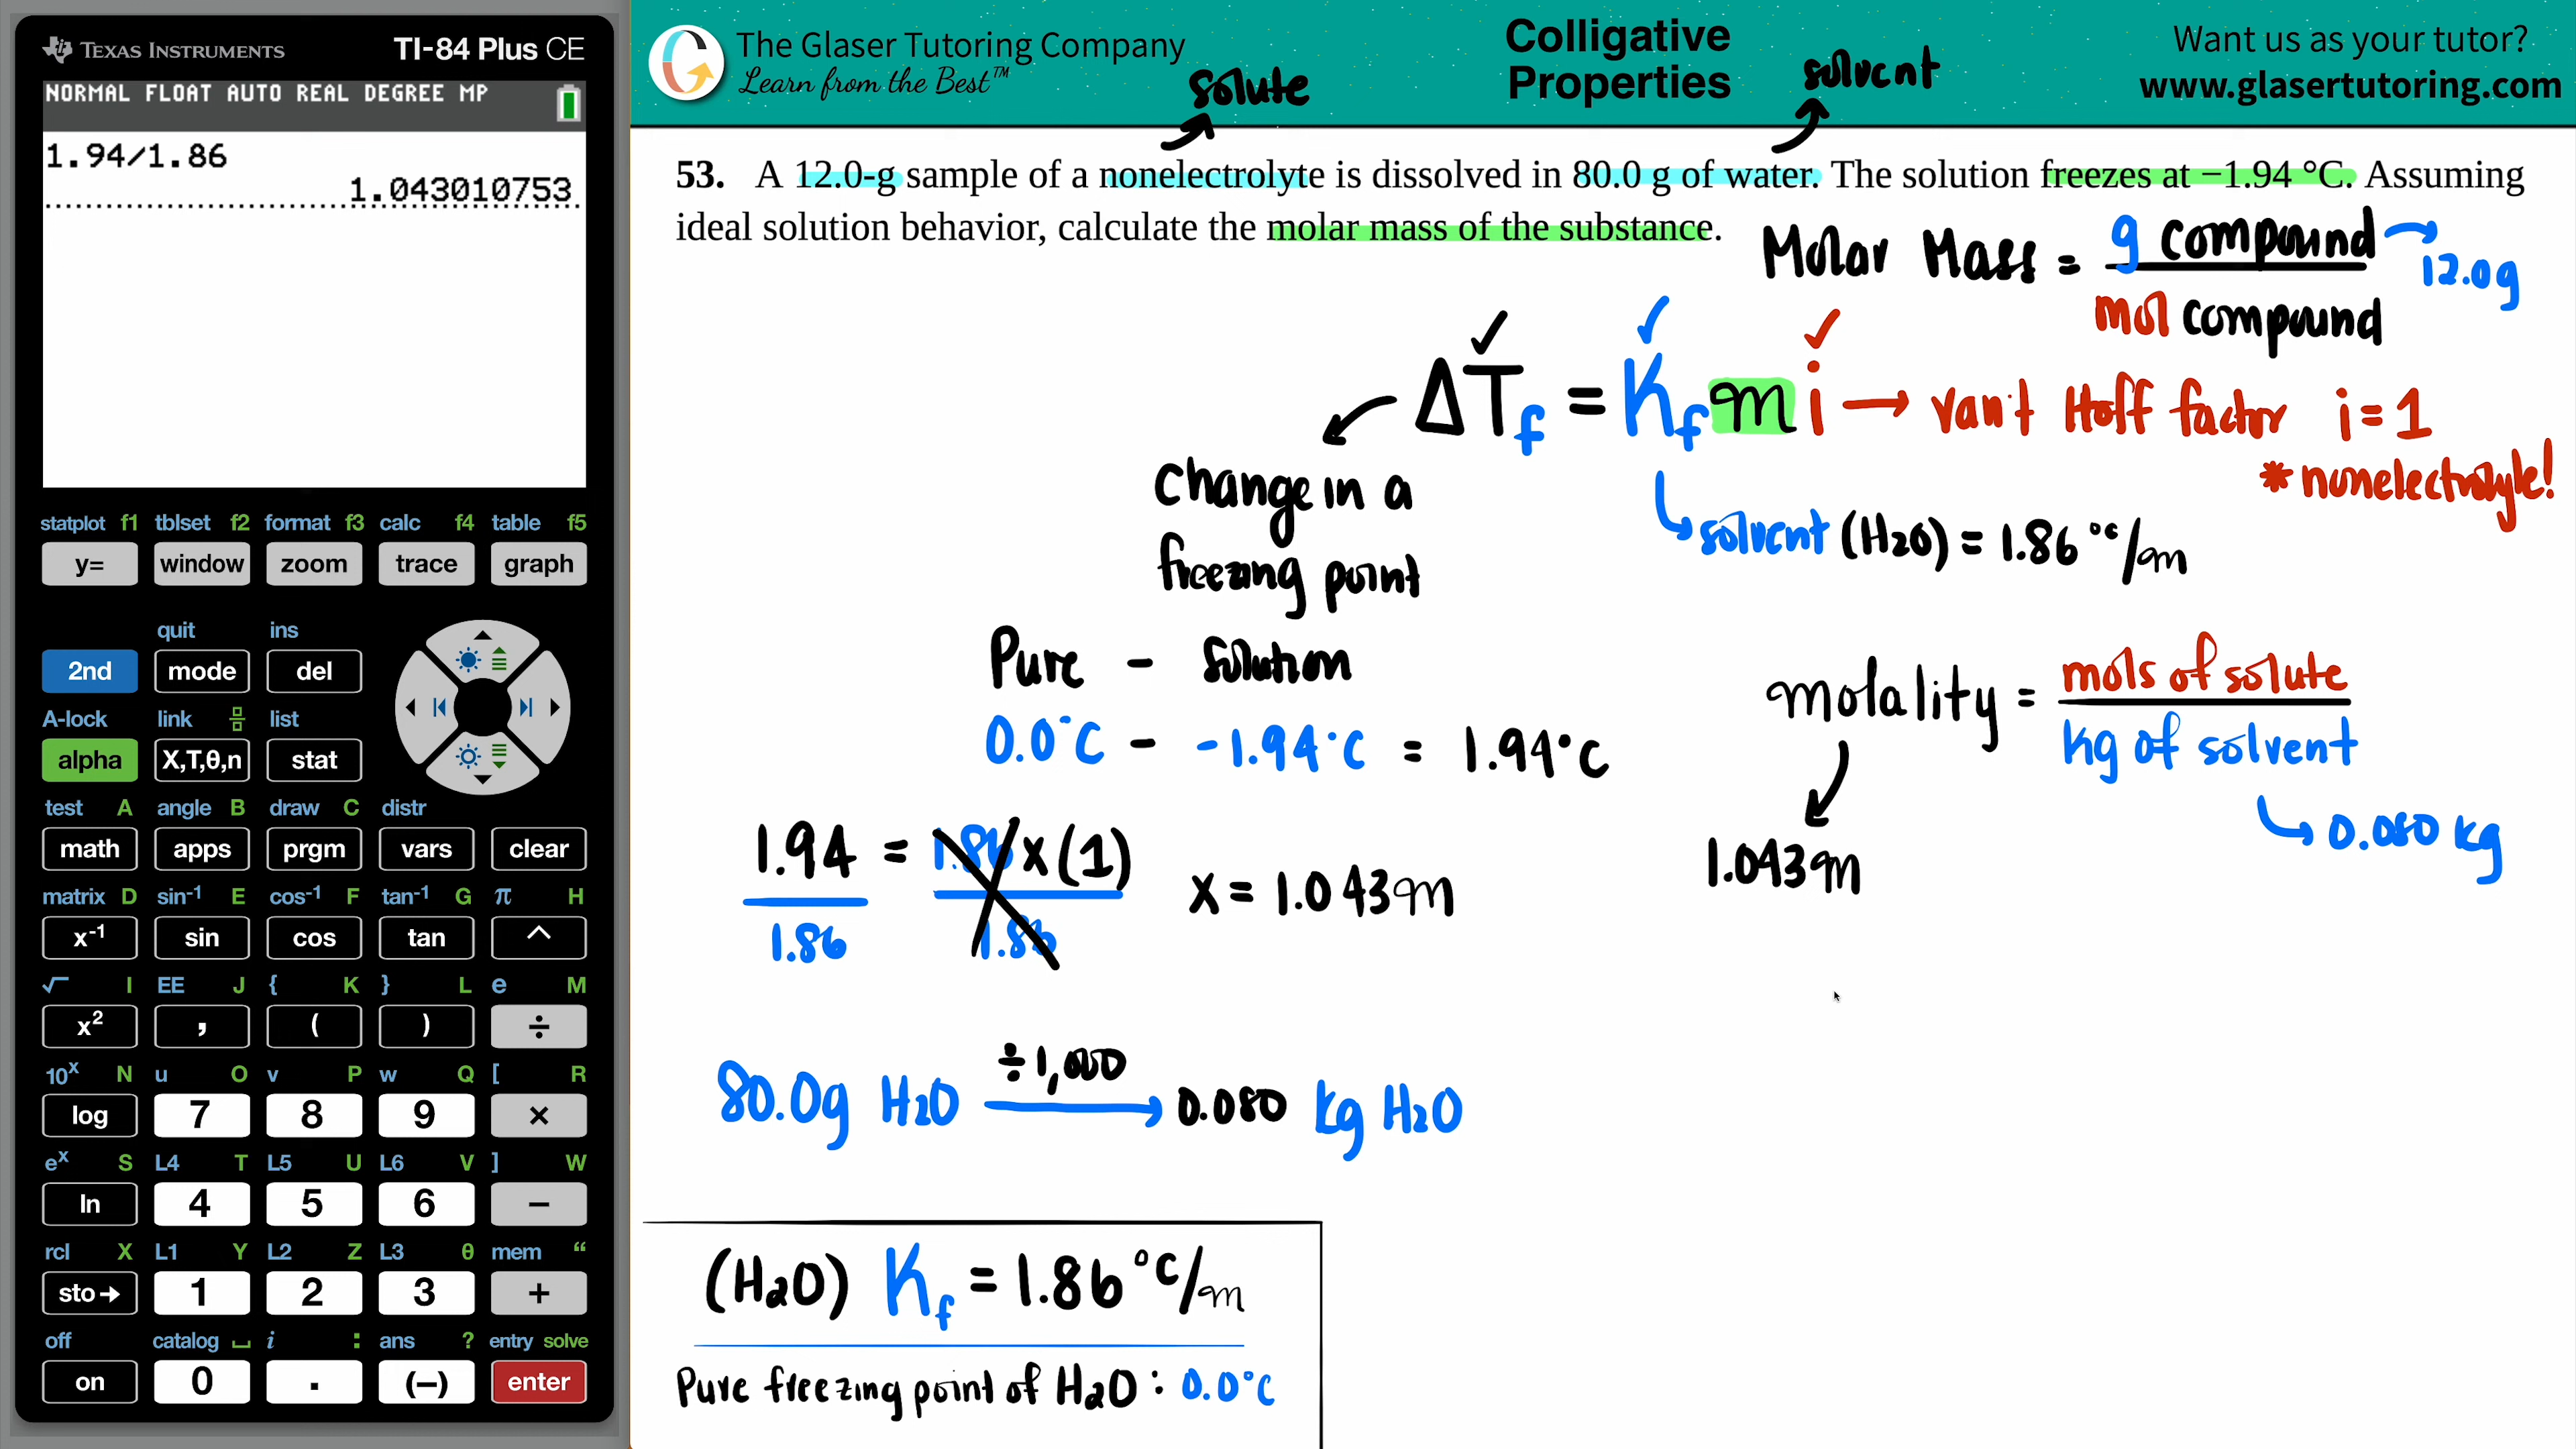 TEXAS INSTRUMENTS TI-84 Plus CE
NORMAL FLOAT AUTO REAL DEGREE MP
1.94/1.86
1.043010753
statplot f1 tblset f2 format f3 calc f4 table f5
y= window zoom trace graph
quit ins
2nd mode del
A-lock link list
alpha X,T,θ,n stat
test A angle B draw C distr
math apps prgm vars clear
matrix D sin⁻¹ E cos⁻¹ F tan⁻¹ G π H
x⁻¹ sin cos tan ^
√ I EE J { K } L e M
x² , ( ) ÷
10ˣ N u O v P w Q [ R
log 7 8 9 ×
eˣ S L4 T L5 U L6 V ] W
ln 4 5 6 −
rcl X L1 Y L2 Z L3 θ mem “
sto→ 1 2 3 +
off catalog ⎵ i : ans ? entry solve
on 0 . (−) enter
The Glaser Tutoring Company
Learn from the Best™
Colligative
Properties
Want us as your tutor?
www.glasertutoring.com
solute
solvent
53. A 12.0-g sample of a nonelectrolyte is dissolved in 80.0 g of water. The solution freezes at −1.94 °C. Assuming
ideal solution behavior, calculate the molar mass of the substance.
Molar Mass = g compound → 12.0g
mol compound
ΔTf = Kf m i → van't Hoff factor i = 1
* nonelectrolyte!
solvent (H₂O) = 1.86 °C/m
Change in a
freezing point
Pure - Solution
0.0°C - -1.94°C = 1.94°C
molality = mols of solute
kg of solvent
0.080 kg
1.043m
1.94 = 1.86 x (1)
1.86 1.86
x = 1.043m
÷1,000
80.0g H₂O → 0.080 kg H₂O
(H₂O) Kf = 1.86 °C/m
Pure freezing point of H₂O : 0.0°C